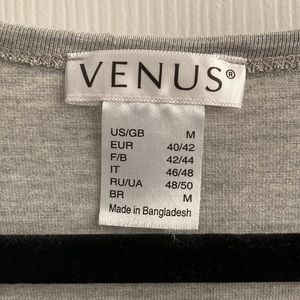 VENUS®
US/GB M
EUR 40/42
F/B 42/44
IT 46/48
RU/UA 48/50
BR M
Made in Bangladesh